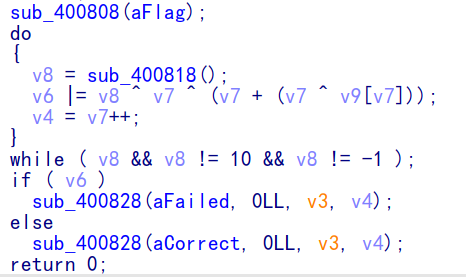 sub_400808(aFlag);
do
{
v8 = sub_400818();
v6 |= v8 ^ v7 ^ (v7 + (v7 ^ v9[v7]));
v4 = v7++;
}
while ( v8 && v8 != 10 && v8 != -1 );
if ( v6 )
sub_400828(aFailed, 0LL, v3, v4);
else
sub_400828(aCorrect, 0LL, v3, v4);
return 0;